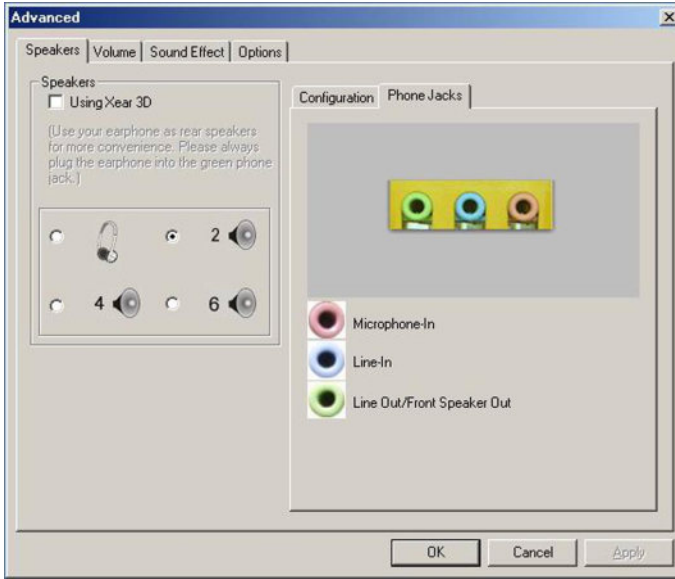 Advanced
Speakers Volume Sound Effect Options
Speakers
Using Xear 3D
(Use your earphone as rear speakers
for more convenience. Please always
plug the earphone into the green phone
jack.)
2
4 6
Configuration Phone Jacks
Microphone-In
Line-In
Line Out/Front Speaker Out
OK Cancel Apply